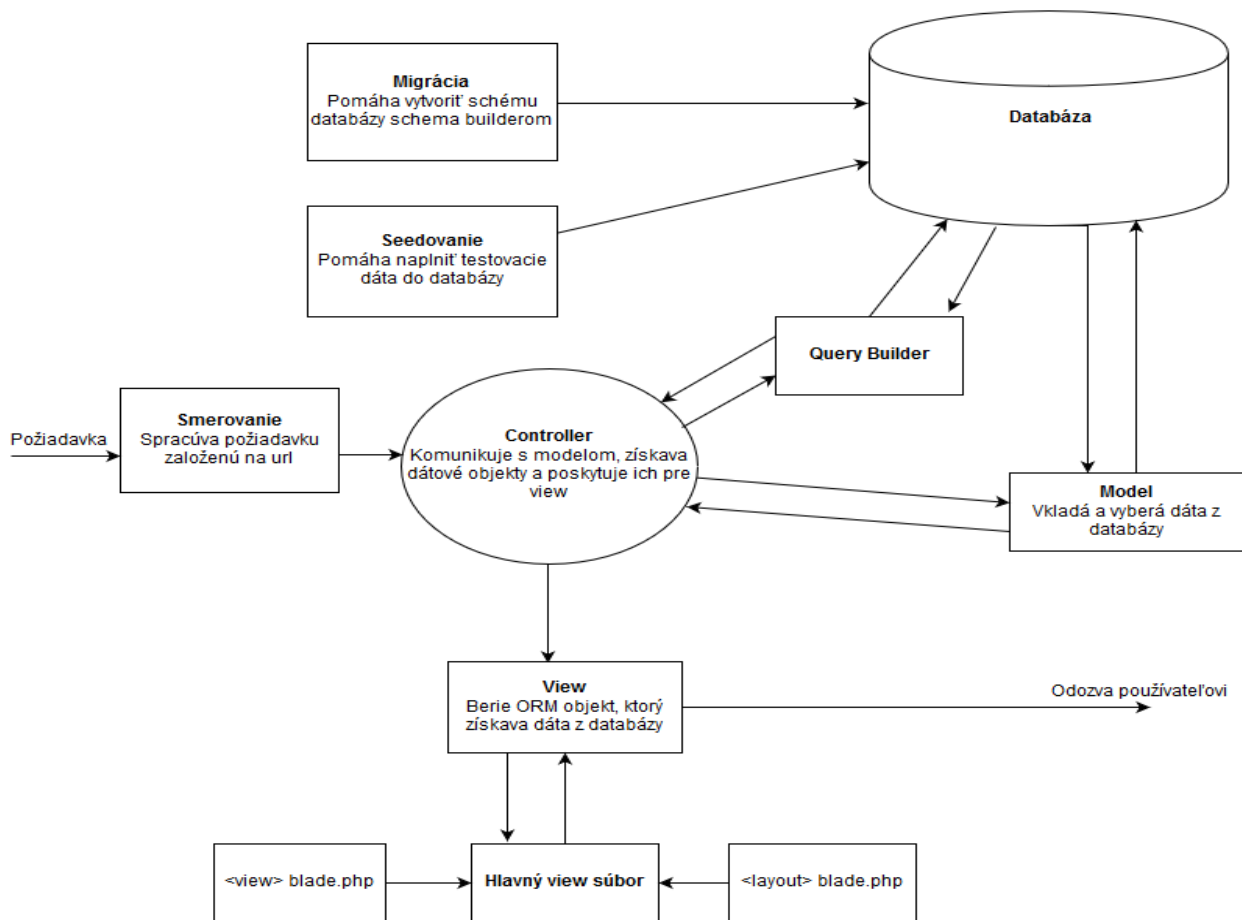 Migrácia
Pomáha vytvoriť schému
databázy schema builderom
Databáza
Seedovanie
Pomáha naplniť testovacie
dáta do databázy
Query Builder
Požiadavka
Smerovanie
Spracúva požiadavku
založenú na url
Controller
Komunikuje s modelom, získava
dátové objekty a poskytuje ich pre
view
Model
Vkladá a vyberá dáta z
databázy
View
Berie ORM objekt, ktorý
získava dáta z databázy
Odozva používateľovi
<view> blade.php
Hlavný view súbor
<layout> blade.php